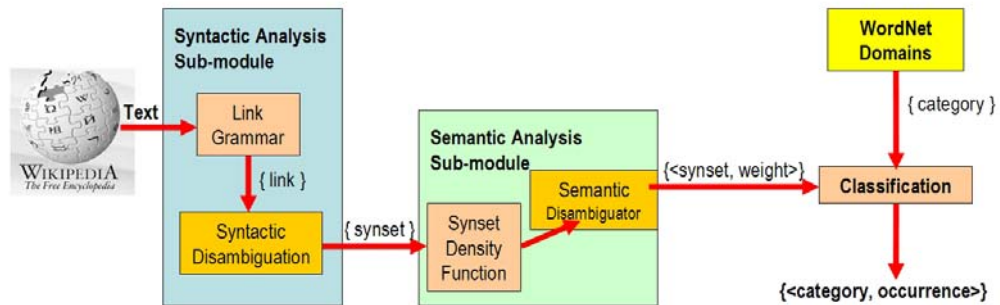 Syntactic Analysis
Sub-module
WordNet
Domains
Text
Link
Grammar
{ category }
WIKIPEDIA
The Free Encyclopedia
{ link }
Semantic Analysis
Sub-module
{<synset, weight>}
Semantic
Disambiguator
Classification
Syntactic
Disambiguation
{ synset }
Synset
Density
Function
{<category, occurrence>}